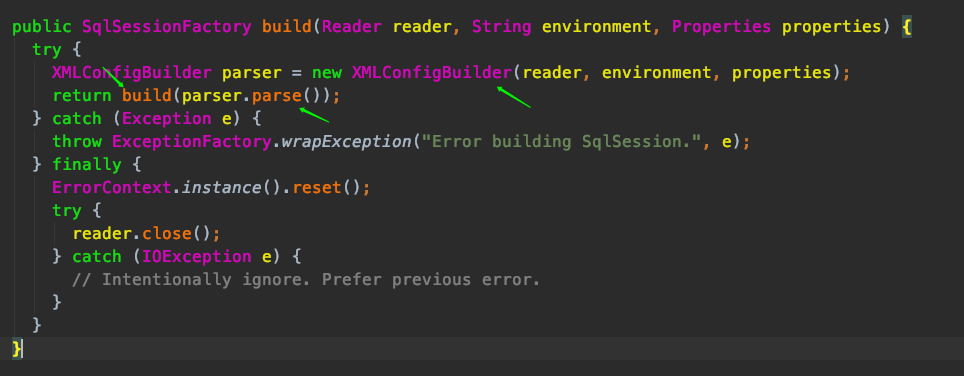 public SqlSessionFactory build(Reader reader, String environment, Properties properties) {
try {
XMLConfigBuilder parser = new XMLConfigBuilder(reader, environment, properties);
return build(parser.parse());
} catch (Exception e) {
throw ExceptionFactory.wrapException("Error building SqlSession.", e);
} finally {
ErrorContext.instance().reset();
try {
reader.close();
} catch (IOException e) {
// Intentionally ignore. Prefer previous error.
}
}
}